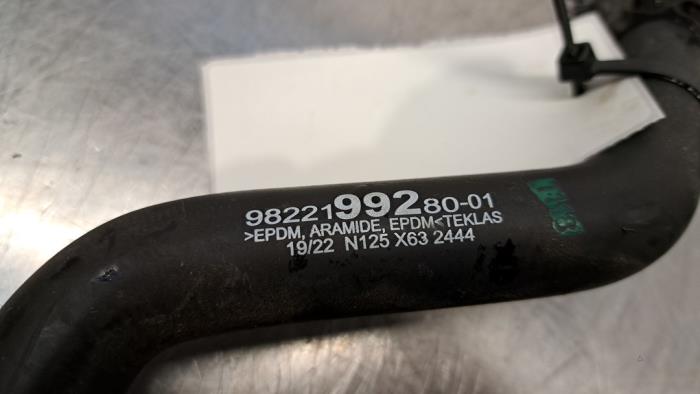 9822199280-01
>EPDM, ARAMIDE, EPDM<TEKLAS
19/22 N125 X63 2444